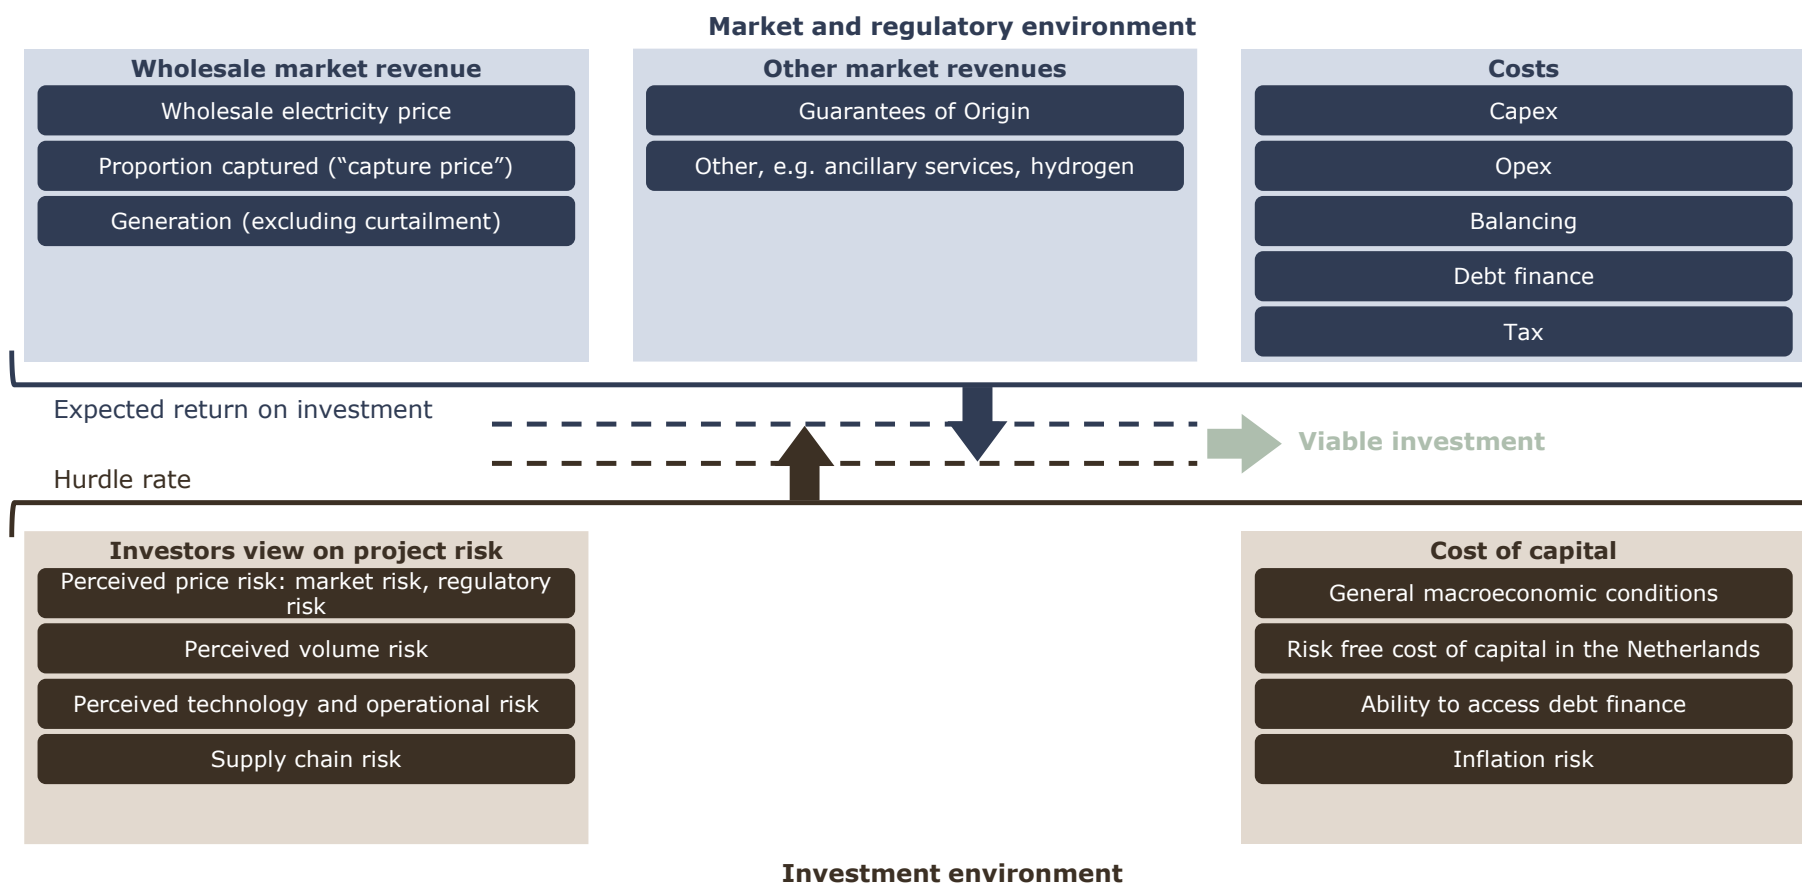 Market and regulatory environment
Wholesale market revenue
Wholesale electricity price
Proportion captured (“capture price”)
Generation (excluding curtailment)
Other market revenues
Guarantees of Origin
Other, e.g. ancillary services, hydrogen
Costs
Capex
Opex
Balancing
Debt finance
Tax
Expected return on investment
Hurdle rate
Viable investment
Investors view on project risk
Perceived price risk: market risk, regulatory
risk
Perceived volume risk
Perceived technology and operational risk
Supply chain risk
Cost of capital
General macroeconomic conditions
Risk free cost of capital in the Netherlands
Ability to access debt finance
Inflation risk
Investment environment